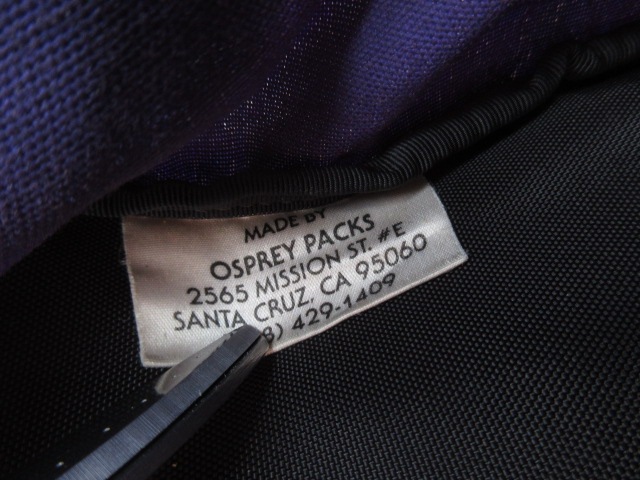 MADE BY
OSPREY PACKS
2565 MISSION ST. #E
SANTA CRUZ, CA 95060
8) 429-1409